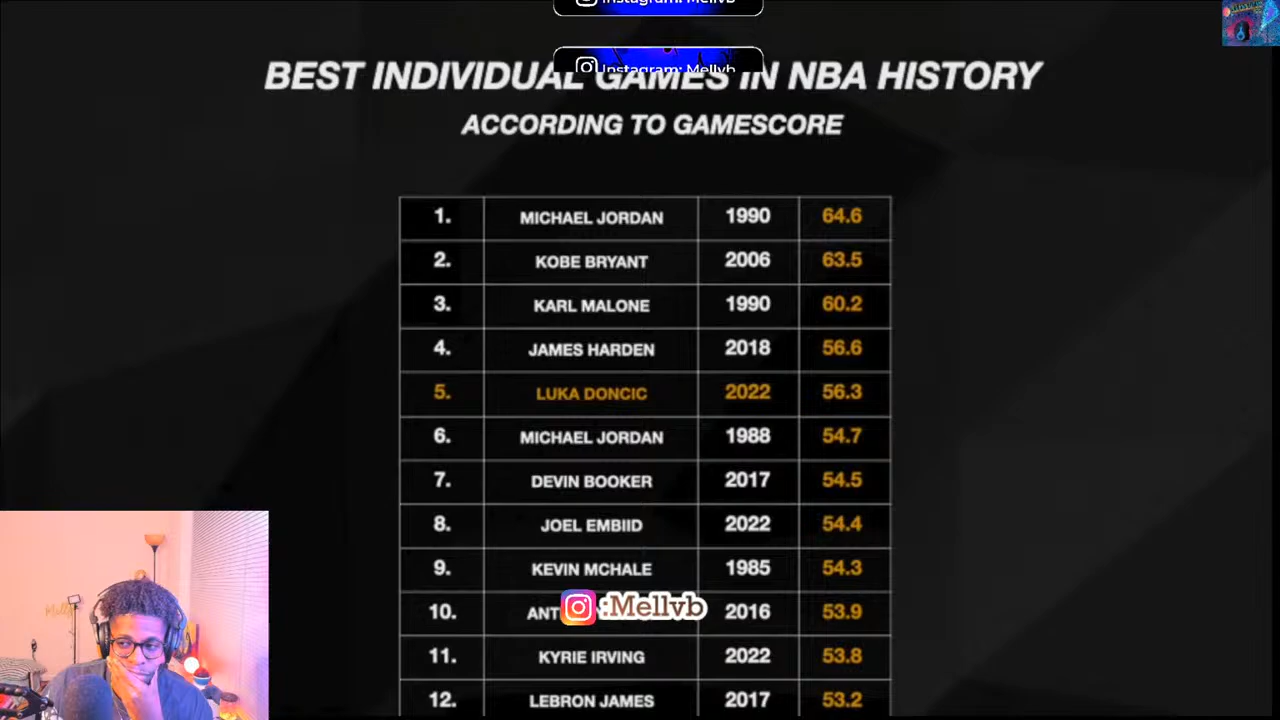 Instagram: Mellvb
Instagram: Mellvb
BEST INDIVIDUAL GAMES IN NBA HISTORY
ACCORDING TO GAMESCORE
1. MICHAEL JORDAN 1990 64.6
2. KOBE BRYANT 2006 63.5
3. KARL MALONE 1990 60.2
4. JAMES HARDEN 2018 56.6
5. LUKA DONCIC 2022 56.3
6. MICHAEL JORDAN 1988 54.7
7. DEVIN BOOKER 2017 54.5
8. JOEL EMBIID 2022 54.4
9. KEVIN MCHALE 1985 54.3
:Mellvb
10. ANT 2016 53.9
11. KYRIE IRVING 2022 53.8
12. LEBRON JAMES 2017 53.2